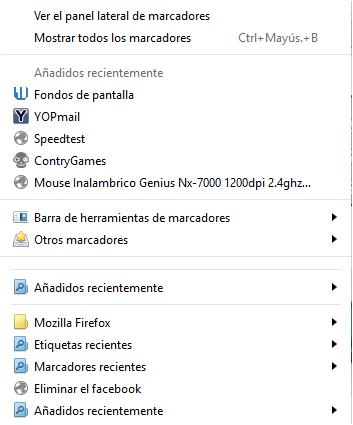 Ver el panel lateral de marcadores
Mostrar todos los marcadores Ctrl+Mayús.+B
Añadidos recientemente
Fondos de pantalla
YOPmail
Speedtest
ContryGames
Mouse Inalambrico Genius Nx-7000 1200dpi 2.4ghz...
Barra de herramientas de marcadores
Otros marcadores
Añadidos recientemente
Mozilla Firefox
Etiquetas recientes
Marcadores recientes
Eliminar el facebook
Añadidos recientemente